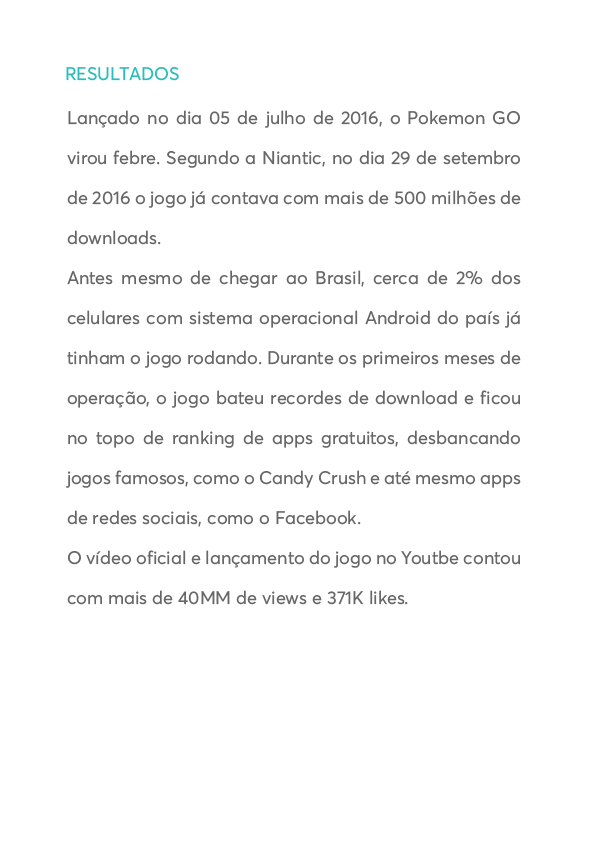 RESULTADOS
Lançado no dia 05 de julho de 2016, o Pokemon GO
virou febre. Segundo a Niantic, no dia 29 de setembro
de 2016 o jogo já contava com mais de 500 milhões de
downloads.
Antes mesmo de chegar ao Brasil, cerca de 2% dos
celulares com sistema operacional Android do país já
tinham o jogo rodando. Durante os primeiros meses de
operação, o jogo bateu recordes de download e ficou
no topo de ranking de apps gratuitos, desbancando
jogos famosos, como o Candy Crush e até mesmo apps
de redes sociais, como o Facebook.
O vídeo oficial e lançamento do jogo no Youtbe contou
com mais de 40MM de views e 371K likes.